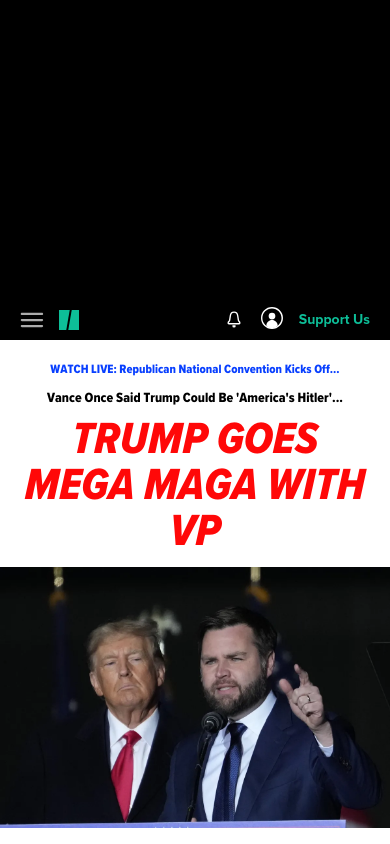 Support Us
WATCH LIVE: Republican National Convention Kicks Off...
Vance Once Said Trump Could Be 'America's Hitler'...
TRUMP GOES
MEGA MAGA WITH
VP